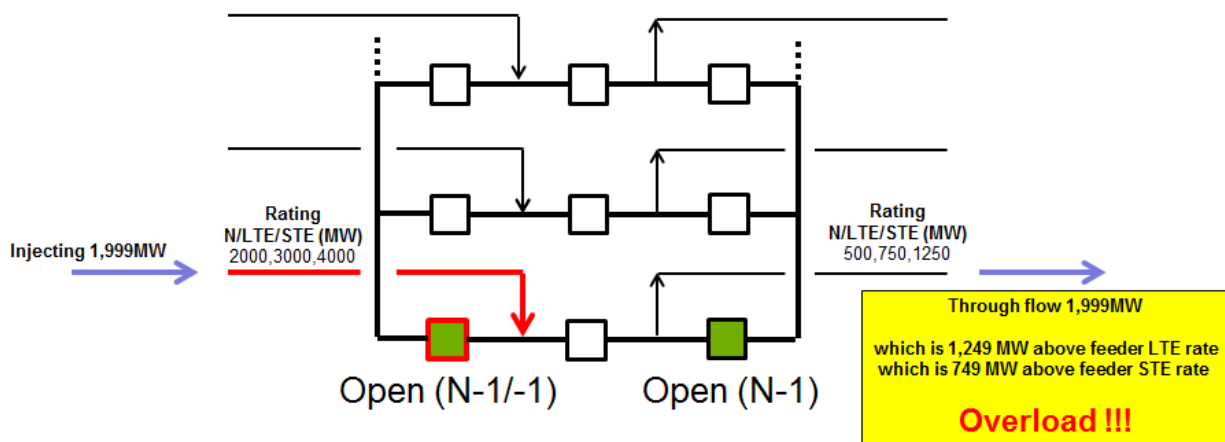 Rating
N/LTE/STE (MW)
2000,3000,4000
Injecting 1,999MW
Rating
N/LTE/STE (MW)
500,750,1250
Through flow 1,999MW
which is 1,249 MW above feeder LTE rate
which is 749 MW above feeder STE rate
Overload !!!
Open (N-1/-1)
Open (N-1)